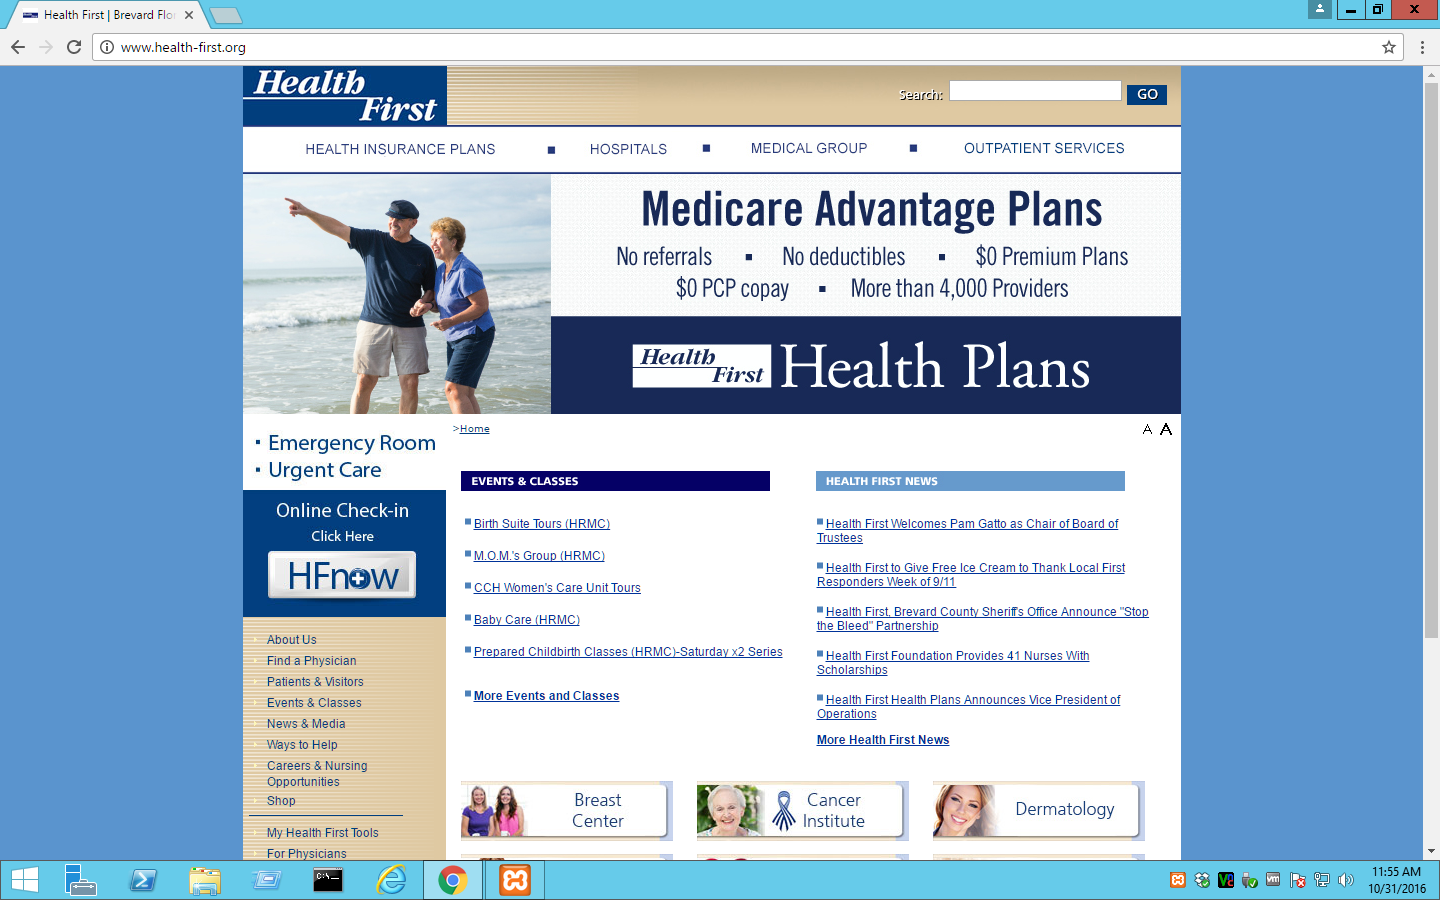 Health First | Brevard Flo
www.health-first.org
Health
First
Search:
GO
HEALTH INSURANCE PLANS ▪ HOSPITALS ▪ MEDICAL GROUP ▪ OUTPATIENT SERVICES
Medicare Advantage Plans
No referrals ▪ No deductibles ▪ $0 Premium Plans
$0 PCP copay ▪ More than 4,000 Providers
Health First Health Plans
>Home
A A
▪ Emergency Room
▪ Urgent Care
Online Check-in
Click Here
HFnow
About Us
Find a Physician
Patients & Visitors
Events & Classes
News & Media
Ways to Help
Careers & Nursing
Opportunities
Shop
My Health First Tools
For Physicians
EVENTS & CLASSES
Birth Suite Tours (HRMC)
M.O.M.'s Group (HRMC)
CCH Women's Care Unit Tours
Baby Care (HRMC)
Prepared Childbirth Classes (HRMC)-Saturday x2 Series
More Events and Classes
HEALTH FIRST NEWS
Health First Welcomes Pam Gatto as Chair of Board of
Trustees
Health First to Give Free Ice Cream to Thank Local First
Responders Week of 9/11
Health First, Brevard County Sheriff's Office Announce "Stop
the Bleed" Partnership
Health First Foundation Provides 41 Nurses With
Scholarships
Health First Health Plans Announces Vice President of
Operations
More Health First News
Breast
Center
Cancer
Institute
Dermatology
C:\_
11:55 AM
10/31/2016